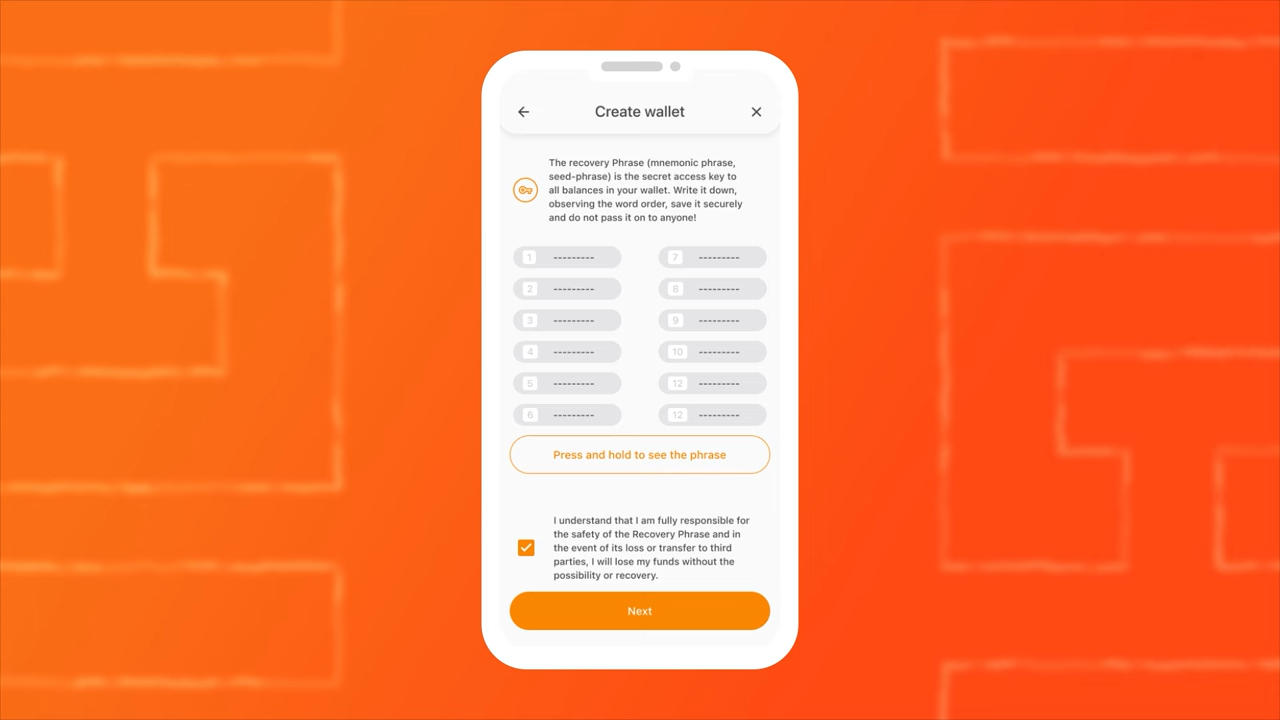 Create wallet
The recovery Phrase (mnemonic phrase,
seed-phrase) is the secret access key to
all balances in your wallet. Write it down,
observing the word order, save it securely
and do not pass it on to anyone!
1 ---------
2 ---------
3 ---------
4 ---------
5 ---------
6 ---------
7 ---------
8 ---------
9 ---------
10 ---------
12 ---------
12 ---------
Press and hold to see the phrase
I understand that I am fully responsible for
the safety of the Recovery Phrase and in
the event of its loss or transfer to third
parties, I will lose my funds without the
possibility or recovery.
Next